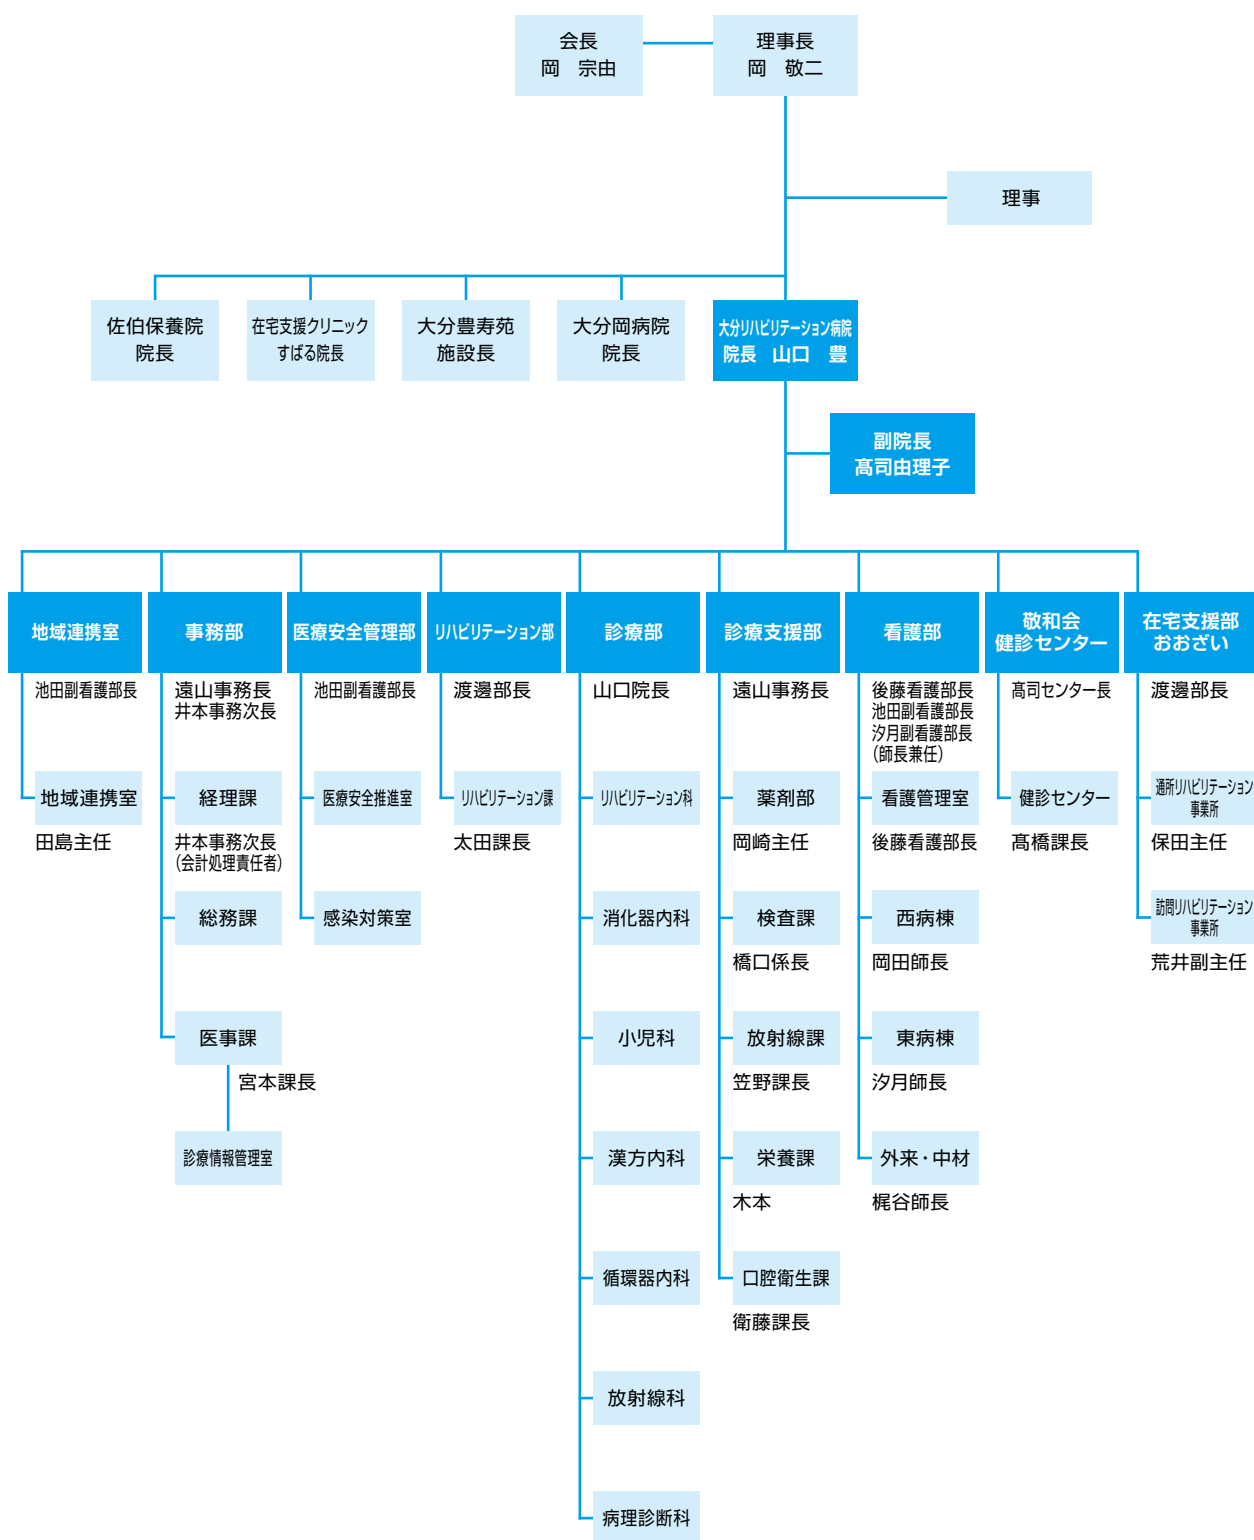 会長
岡　宗由
理事長
岡　敬二
理事
佐伯保養院
院長
在宅支援クリニック
すばる院長
大分豊寿苑
施設長
大分岡病院
院長
大分リハビリテーション病院
院長　山口　豊
副院長
髙司由理子
地域連携室
池田副看護部長
地域連携室
田島主任
事務部
遠山事務長
井本事務次長
経理課
井本事務次長
(会計処理責任者)
総務課
医事課
宮本課長
診療情報管理室
医療安全管理部
池田副看護部長
医療安全推進室
感染対策室
リハビリテーション部
渡邊部長
リハビリテーション課
太田課長
診療部
山口院長
リハビリテーション科
消化器内科
小児科
漢方内科
循環器内科
放射線科
病理診断科
診療支援部
遠山事務長
薬剤部
岡崎主任
検査課
橋口係長
放射線課
笠野課長
栄養課
木本
口腔衛生課
衛藤課長
看護部
後藤看護部長
池田副看護部長
汐月副看護部長
(師長兼任)
看護管理室
後藤看護部長
西病棟
岡田師長
東病棟
汐月師長
外来・中材
梶谷師長
敬和会
健診センター
髙司センター長
健診センター
髙橋課長
在宅支援部
おおざい
渡邊部長
通所リハビリテーション
事業所
保田主任
訪問リハビリテーション
事業所
荒井副主任